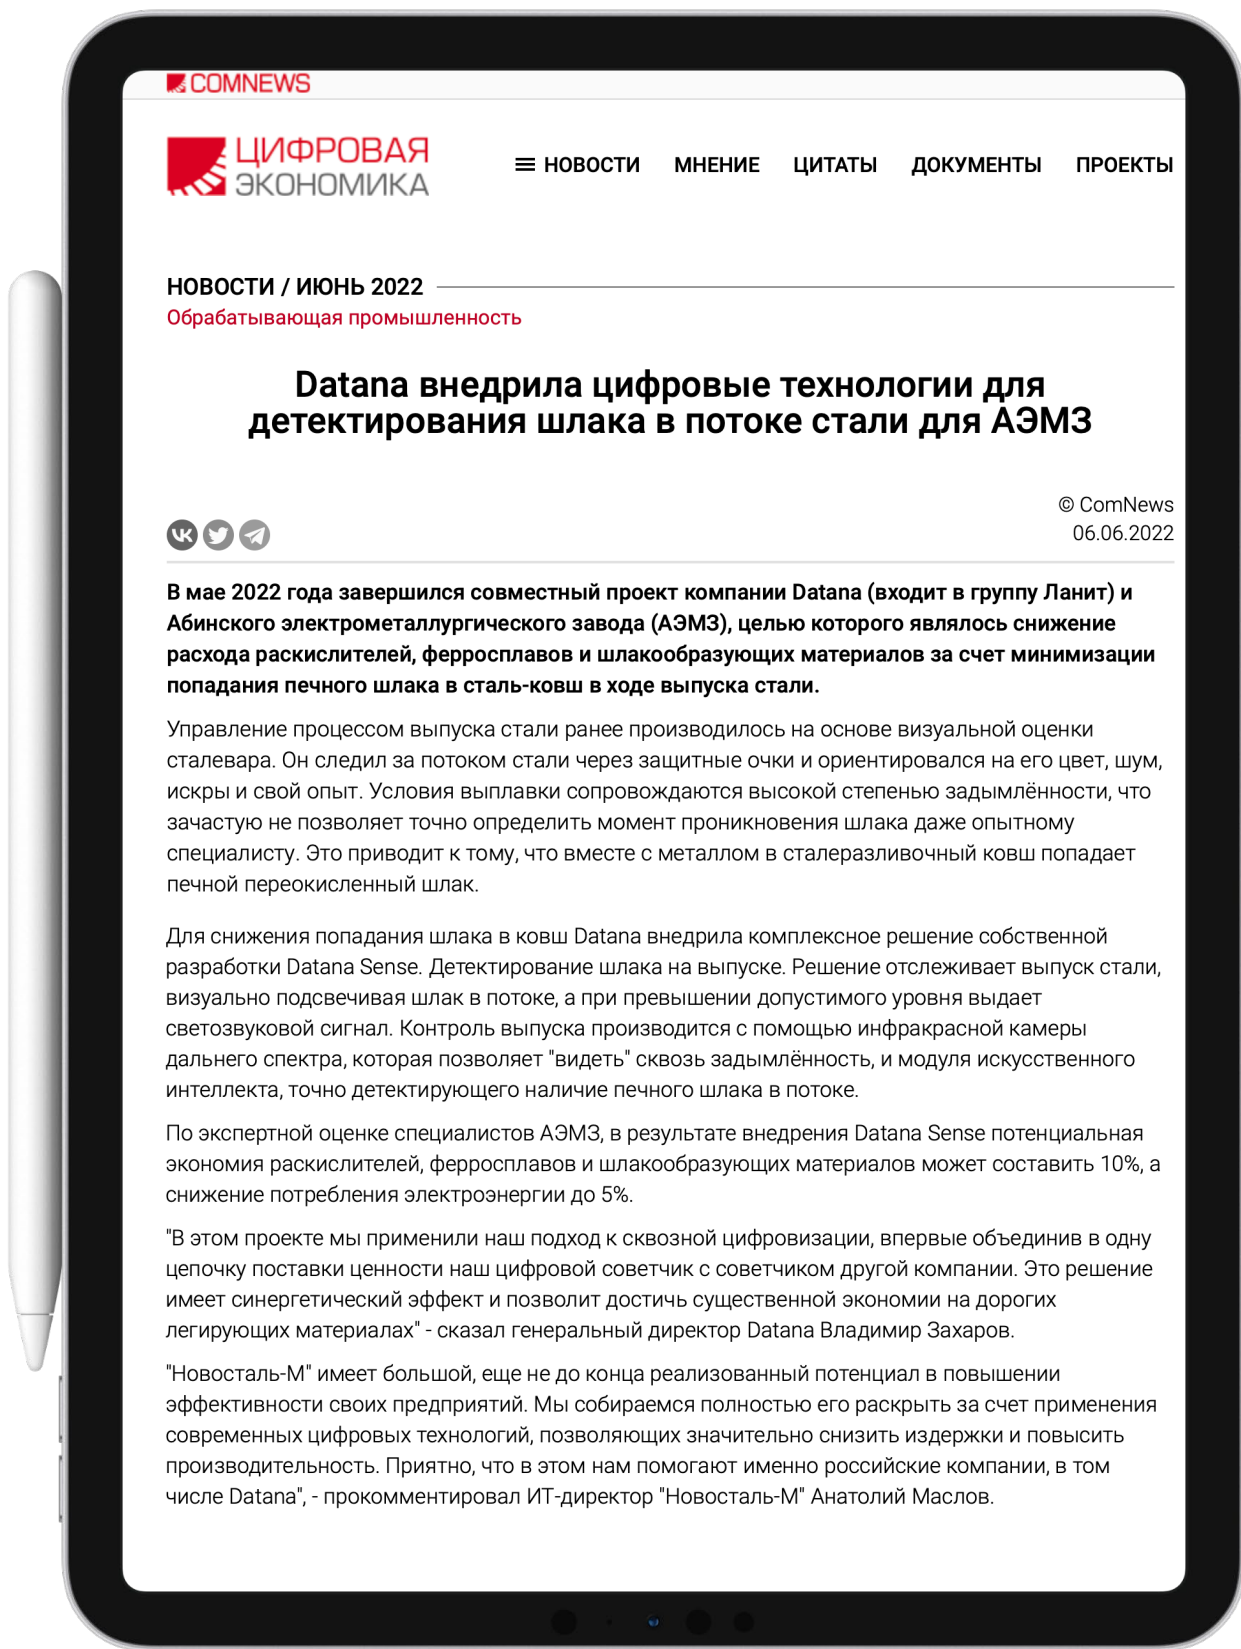 COMNEWS
ЦИФРОВАЯ
ЭКОНОМИКА
НОВОСТИ МНЕНИЕ ЦИТАТЫ ДОКУМЕНТЫ ПРОЕКТЫ
НОВОСТИ / ИЮНЬ 2022
Обрабатывающая промышленность
Datana внедрила цифровые технологии для
детектирования шлака в потоке стали для АЭМЗ
© ComNews
06.06.2022
В мае 2022 года завершился совместный проект компании Datana (входит в группу Ланит) и
Абинского электрометаллургического завода (АЭМЗ), целью которого являлось снижение
расхода раскислителей, ферросплавов и шлакообразующих материалов за счет минимизации
попадания печного шлака в сталь-ковш в ходе выпуска стали.
Управление процессом выпуска стали ранее производилось на основе визуальной оценки
сталевара. Он следил за потоком стали через защитные очки и ориентировался на его цвет, шум,
искры и свой опыт. Условия выплавки сопровождаются высокой степенью задымлённости, что
зачастую не позволяет точно определить момент проникновения шлака даже опытному
специалисту. Это приводит к тому, что вместе с металлом в сталеразливочный ковш попадает
печной переокисленный шлак.
Для снижения попадания шлака в ковш Datana внедрила комплексное решение собственной
разработки Datana Sense. Детектирование шлака на выпуске. Решение отслеживает выпуск стали,
визуально подсвечивая шлак в потоке, а при превышении допустимого уровня выдает
светозвуковой сигнал. Контроль выпуска производится с помощью инфракрасной камеры
дальнего спектра, которая позволяет "видеть" сквозь задымлённость, и модуля искусственного
интеллекта, точно детектирующего наличие печного шлака в потоке.
По экспертной оценке специалистов АЭМЗ, в результате внедрения Datana Sense потенциальная
экономия раскислителей, ферросплавов и шлакообразующих материалов может составить 10%, а
снижение потребления электроэнергии до 5%.
"В этом проекте мы применили наш подход к сквозной цифровизации, впервые объединив в одну
цепочку поставки ценности наш цифровой советчик с советчиком другой компании. Это решение
имеет синергетический эффект и позволит достичь существенной экономии на дорогих
легирующих материалах" - сказал генеральный директор Datana Владимир Захаров.
"Новосталь-М" имеет большой, еще не до конца реализованный потенциал в повышении
эффективности своих предприятий. Мы собираемся полностью его раскрыть за счет применения
современных цифровых технологий, позволяющих значительно снизить издержки и повысить
производительность. Приятно, что в этом нам помогают именно российские компании, в том
числе Datana", - прокомментировал ИТ-директор "Новосталь-М" Анатолий Маслов.